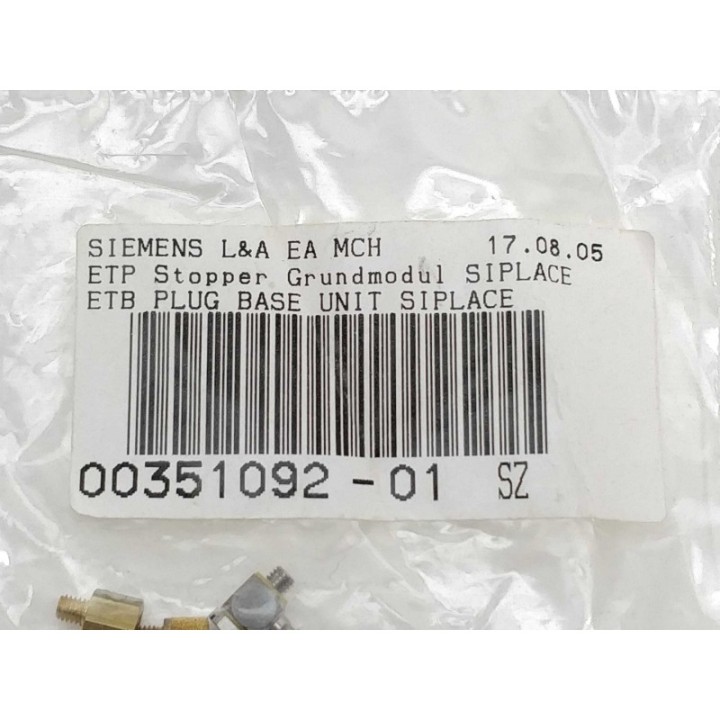 SIEMENS L&A EA MCH 17.08.05
ETP Stopper Grundmodul SIPLACE
ETB PLUG BASE UNIT SIPLACE
00351092-01 SZ